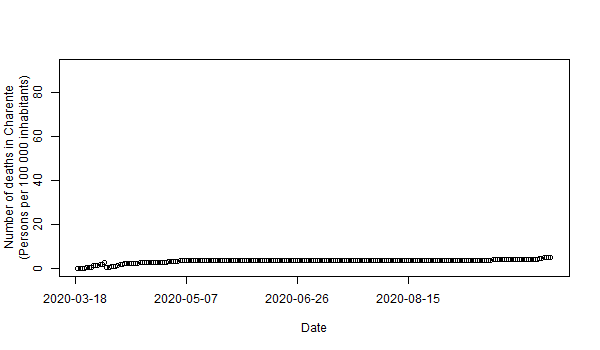 Number of deaths in Charente
(Persons per 100 000 inhabitants)
80
60
40
20
0
2020-03-18 2020-05-07 2020-06-26 2020-08-15
Date